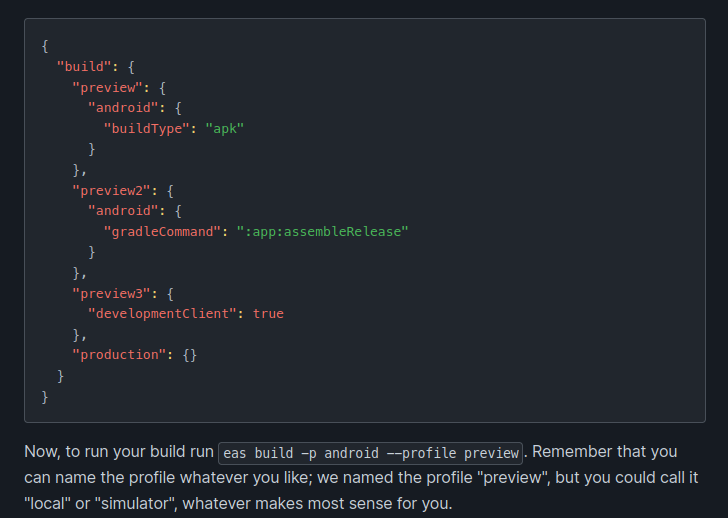 {
  "build": {
    "preview": {
      "android": {
        "buildType": "apk"
      }
    },
    "preview2": {
      "android": {
        "gradleCommand": ":app:assembleRelease"
      }
    },
    "preview3": {
      "developmentClient": true
    },
    "production": {}
  }
}
Now, to run your build run eas build -p android --profile preview. Remember that you
can name the profile whatever you like; we named the profile "preview", but you could call it
"local" or "simulator", whatever makes most sense for you.